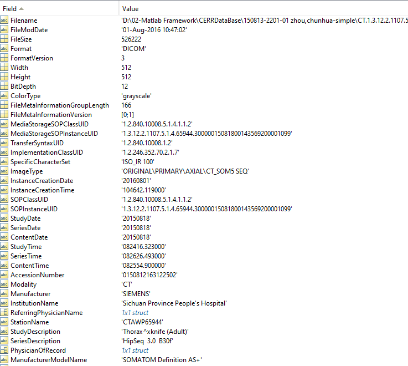 Field Value
Filename 'D:\02-Matlab Framework\CERRDataBase\150813-2201-01 zhou,chunhua-simple\CT.1.3.12.2.1107.5
FileModDate '01-Aug-2016 10:47:02'
FileSize 526222
Format 'DICOM'
FormatVersion 3
Width 512
Height 512
BitDepth 12
ColorType 'grayscale'
FileMetaInformationGroupLength 166
FileMetaInformationVersion [0;1]
MediaStorageSOPClassUID '1.2.840.10008.5.1.4.1.1.2'
MediaStorageSOPInstanceUID '1.3.12.2.1107.5.1.4.65944.30000015081800143569200001099'
TransferSyntaxUID '1.2.840.10008.1.2'
ImplementationClassUID '1.2.246.352.70.2.1.7'
SpecificCharacterSet 'ISO_IR 100'
ImageType 'ORIGINAL\PRIMARY\AXIAL\CT_SOM5 SEQ'
InstanceCreationDate '20160801'
InstanceCreationTime '104642.119000'
SOPClassUID '1.2.840.10008.5.1.4.1.1.2'
SOPInstanceUID '1.3.12.2.1107.5.1.4.65944.30000015081800143569200001099'
StudyDate '20150818'
SeriesDate '20150818'
ContentDate '20150818'
StudyTime '082416.323000'
SeriesTime '082626.493000'
ContentTime '082554.900000'
AccessionNumber '0150812163122502'
Modality 'CT'
Manufacturer 'SIEMENS'
InstitutionName 'Sichuan Province People's Hospital'
ReferringPhysicianName 1x1 struct
StationName 'CTAWP65944'
StudyDescription 'Thorax^xknife (Adult)'
SeriesDescription 'HipSeq 3.0 B30f'
PhysicianOfRecord 1x1 struct
ManufacturerModelName 'SOMATOM Definition AS+'